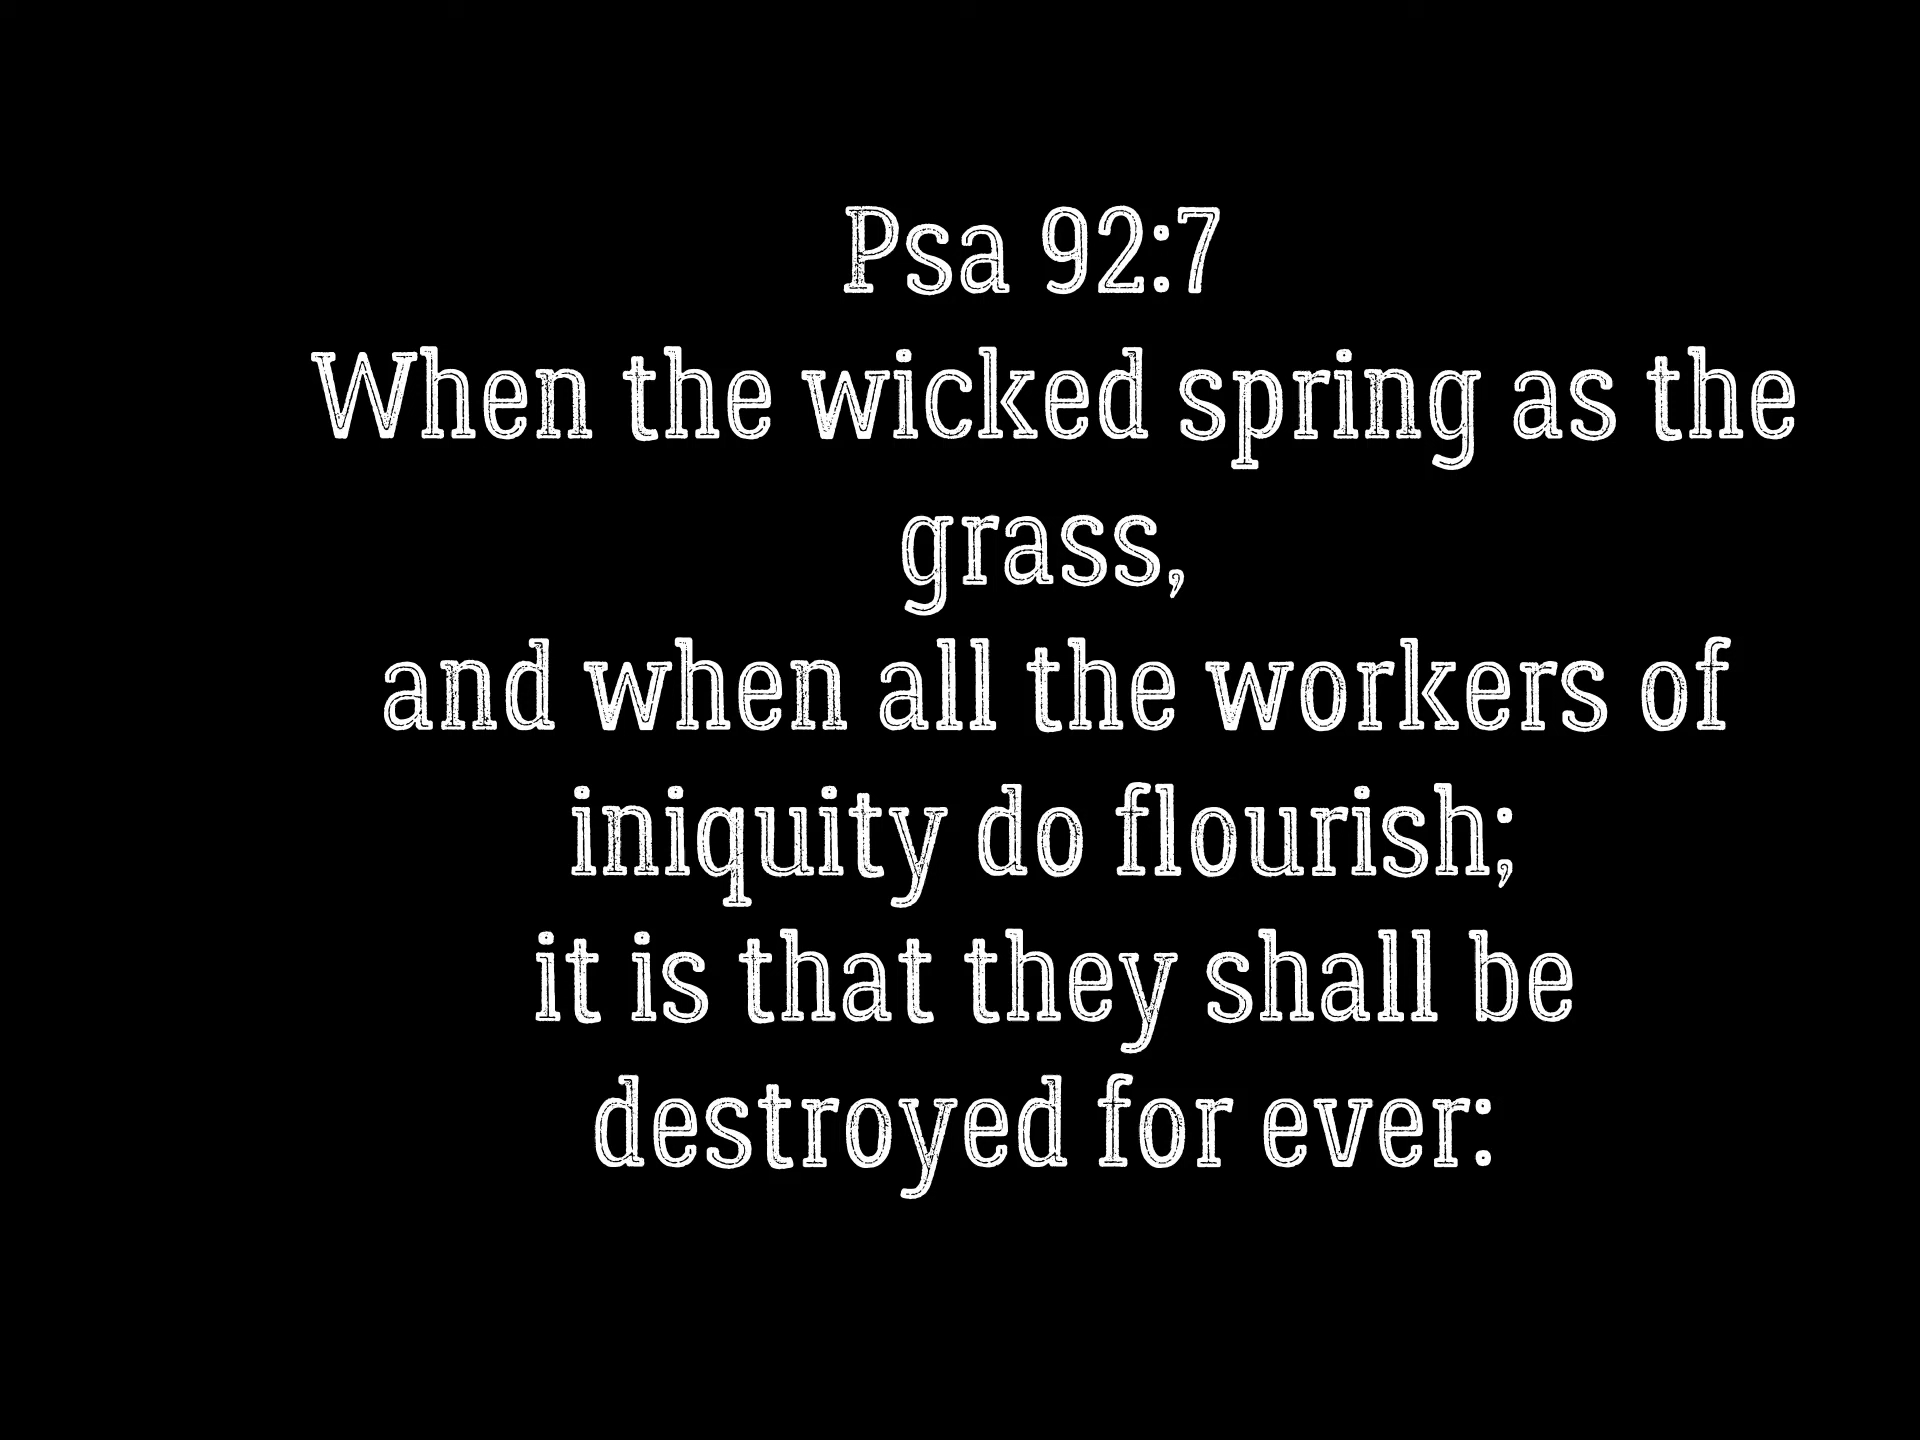 Psa 92:7
When the wicked spring as the
grass,
and when all the workers of
iniquity do flourish;
it is that they shall be
destroyed for ever: